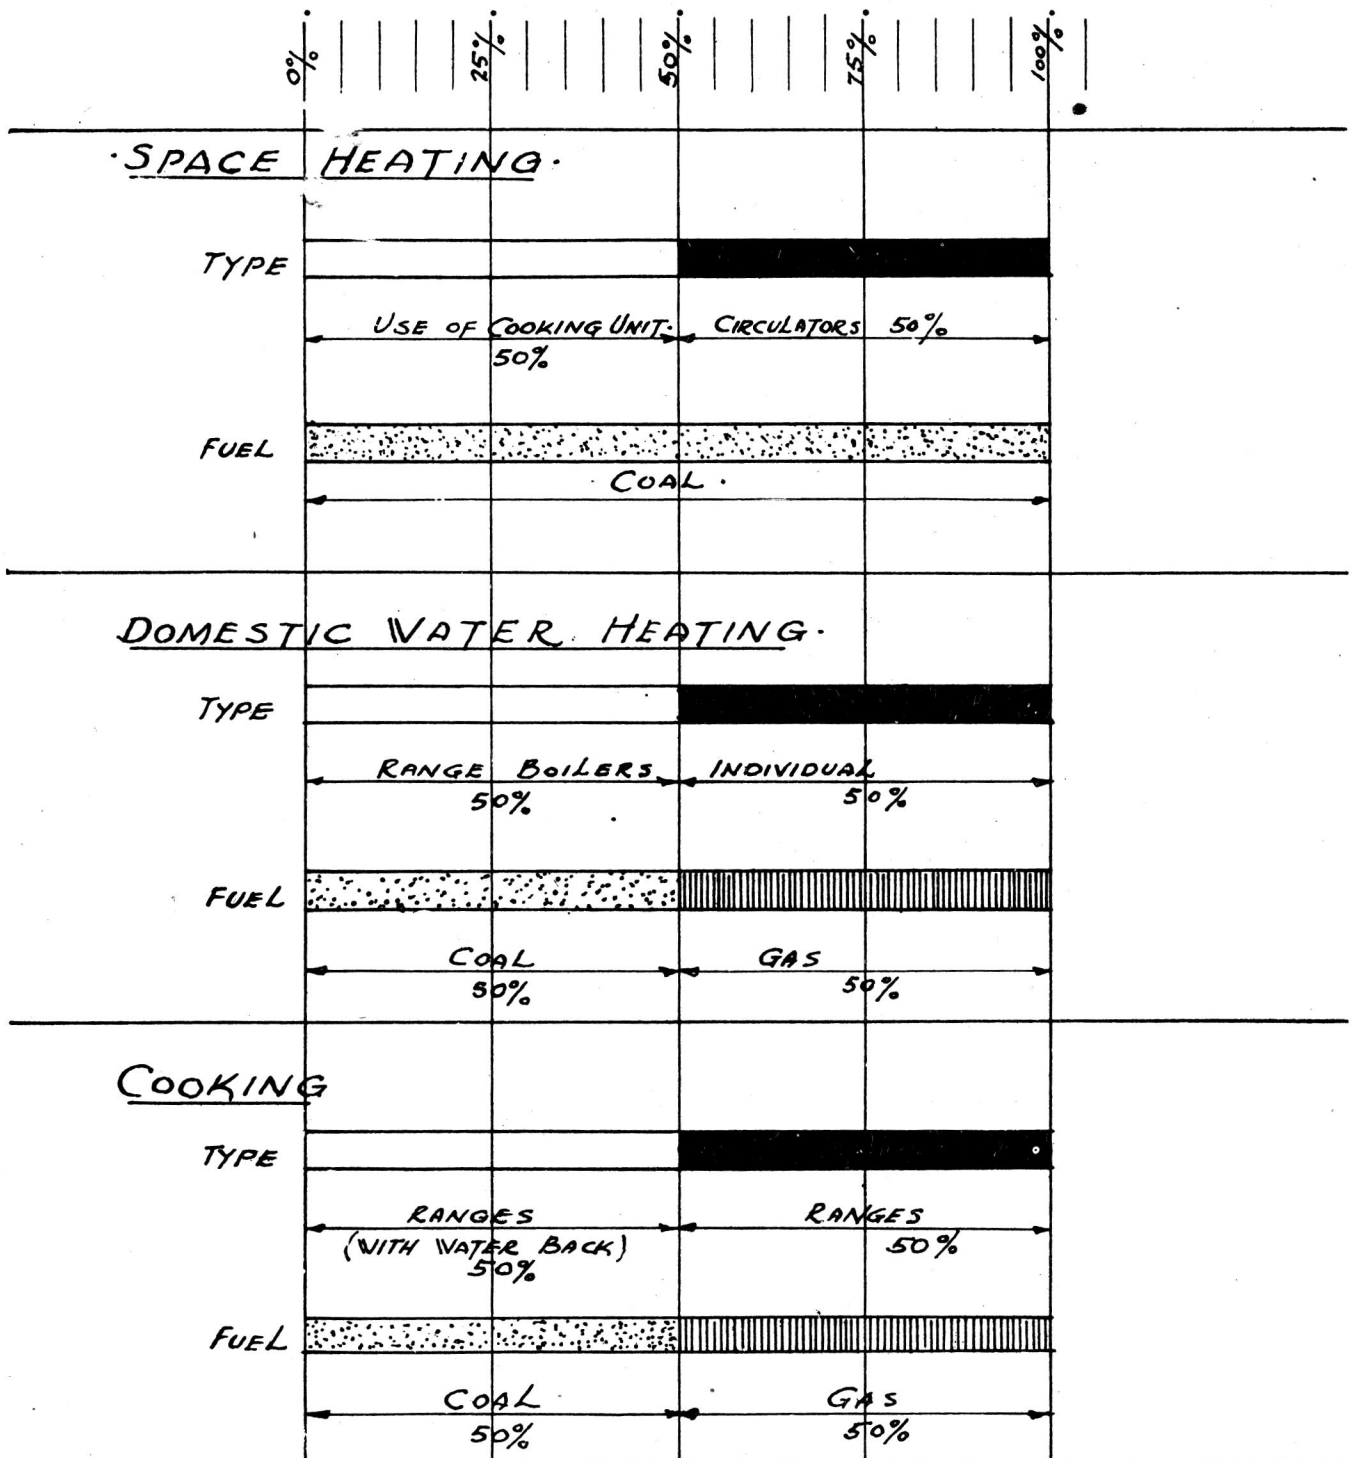 0% 25% 50% 75% 100%
SPACE HEATING.
TYPE
USE OF COOKING UNIT. CIRCULATORS 50%
50%
FUEL
COAL.
DOMESTIC WATER HEATING.
TYPE
RANGE BOILERS INDIVIDUAL
50% 50%
FUEL
COAL GAS
50% 50%
COOKING
TYPE
RANGES RANGES
(WITH WATER BACK) 50%
50%
FUEL
COAL GAS
50% 50%